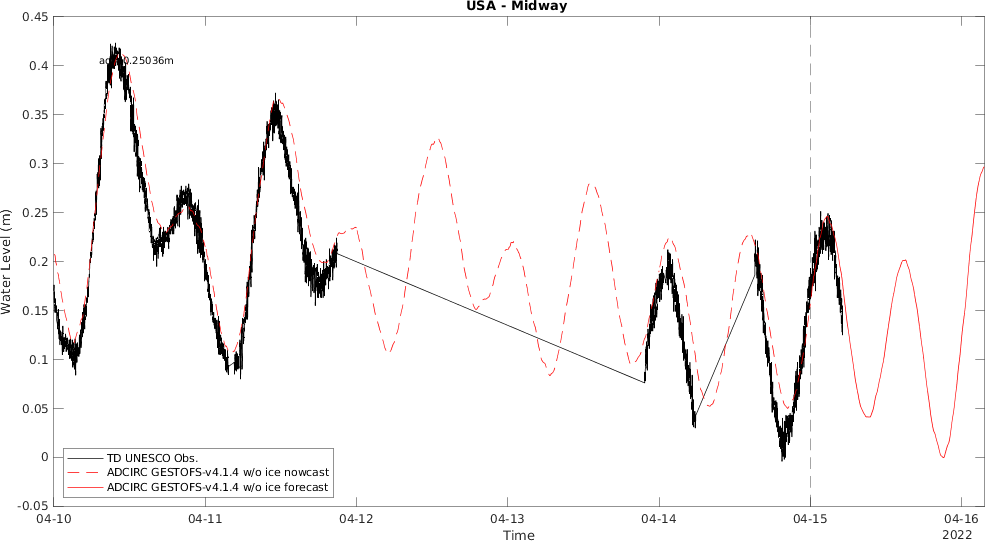 USA - Midway
0.45
0.4
0.35
0.3
0.25
0.2
0.15
0.1
0.05
0
-0.05
Water Level (m)
0.25036m
TD UNESCO Obs.
ADCIRC GESTOFS-v4.1.4 w/o ice nowcast
ADCIRC GESTOFS-v4.1.4 w/o ice forecast
04-10 04-11 04-12 04-13 04-14 04-15 04-16
Time
2022